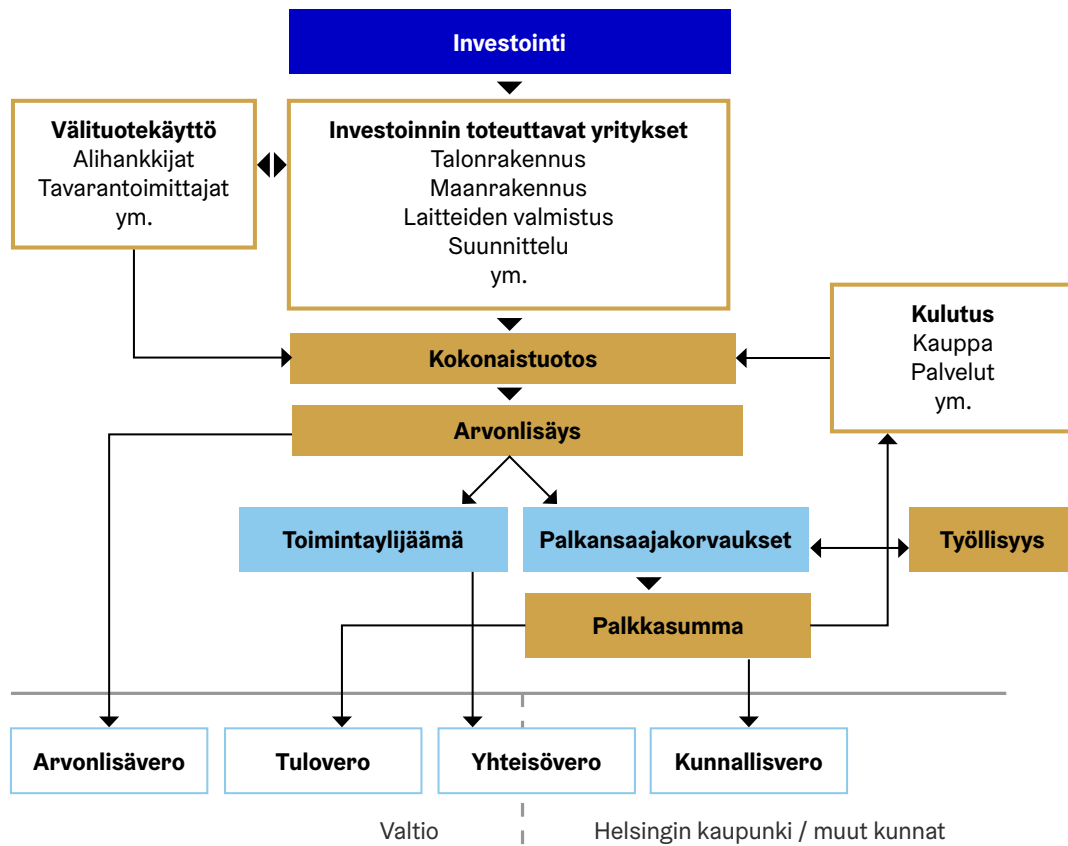 Investointi
Välituotekäyttö
Alihankkijat
Tavarantoimittajat
ym.
Investoinnin toteuttavat yritykset
Talonrakennus
Maanrakennus
Laitteiden valmistus
Suunnittelu
ym.
Kulutus
Kauppa
Palvelut
ym.
Kokonaistuotos
Arvonlisäys
Toimintaylijäämä
Palkansaajakorvaukset
Työllisyys
Palkkasumma
Arvonlisävero
Tulovero
Yhteisövero
Kunnallisvero
Valtio
Helsingin kaupunki / muut kunnat